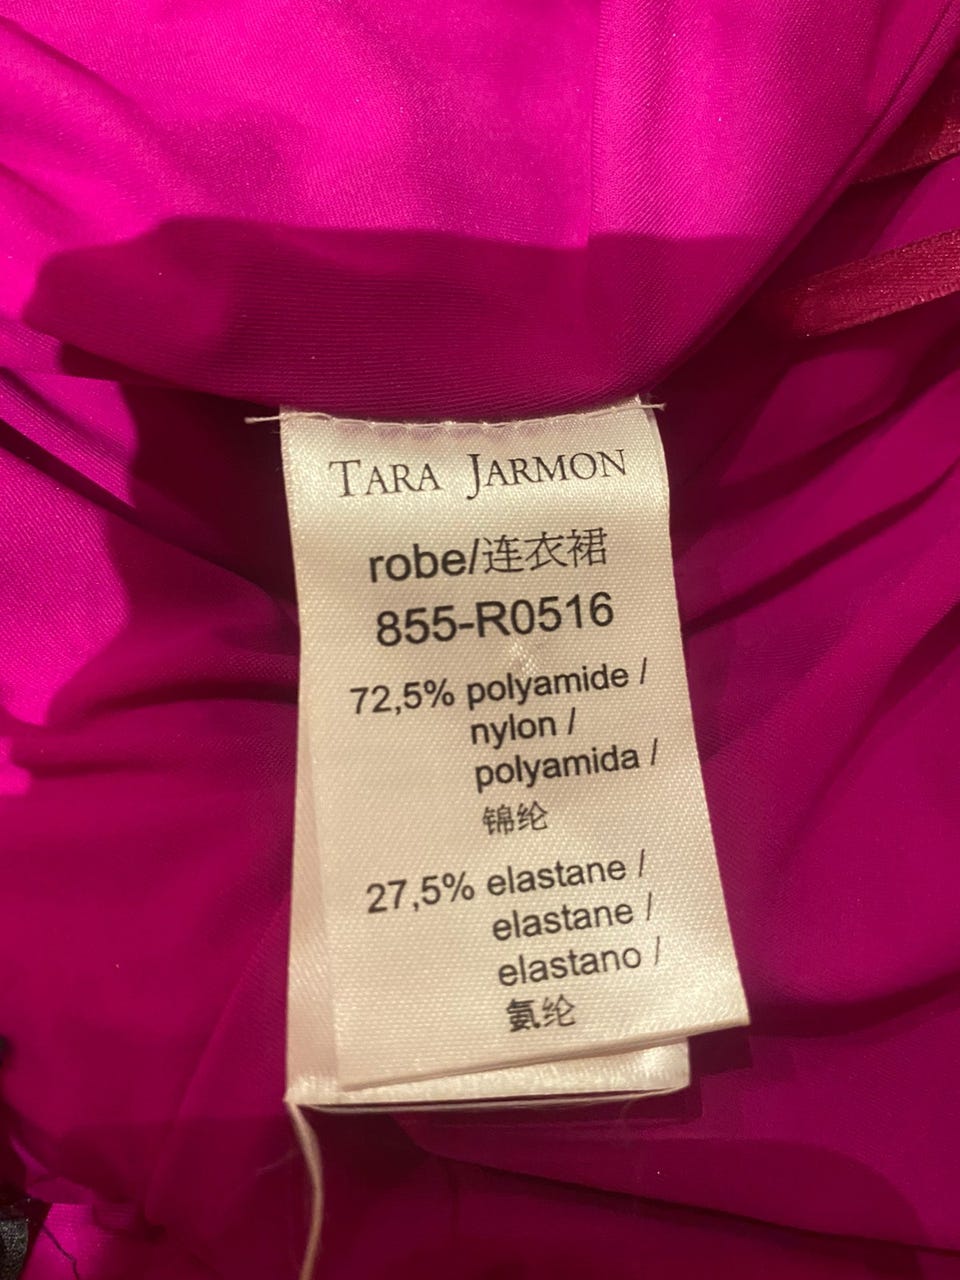 TARA JARMON
robe/连衣裙
855-R0516
72,5% polyamide /
nylon /
polyamida /
锦纶
27,5% elastane /
elastane /
elastano /
氨纶